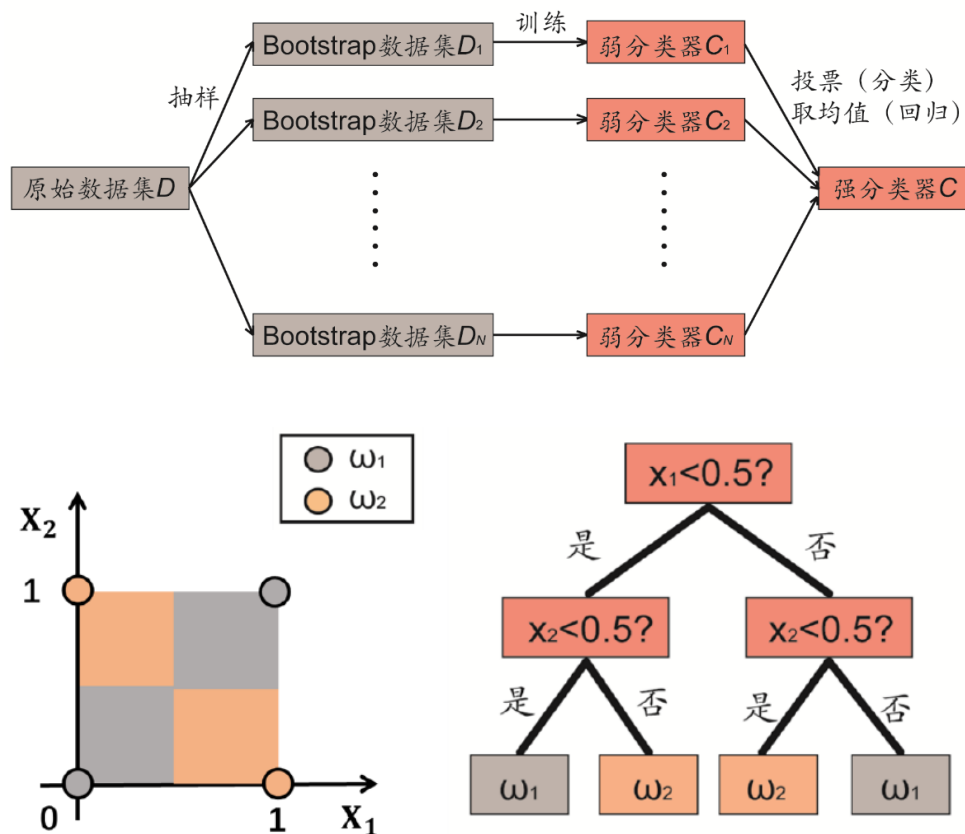 Bootstrap数据集D₁
训练
弱分类器C₁
抽样
投票（分类）
取均值（回归）
Bootstrap数据集D₂
弱分类器C₂
原始数据集D
强分类器C
Bootstrap数据集Dₙ
弱分类器Cₙ
ω₁
ω₂
X₂
1
0
1
X₁
x₁<0.5?
是
否
x₂<0.5?
x₂<0.5?
是
否
是
否
ω₁
ω₂
ω₂
ω₁